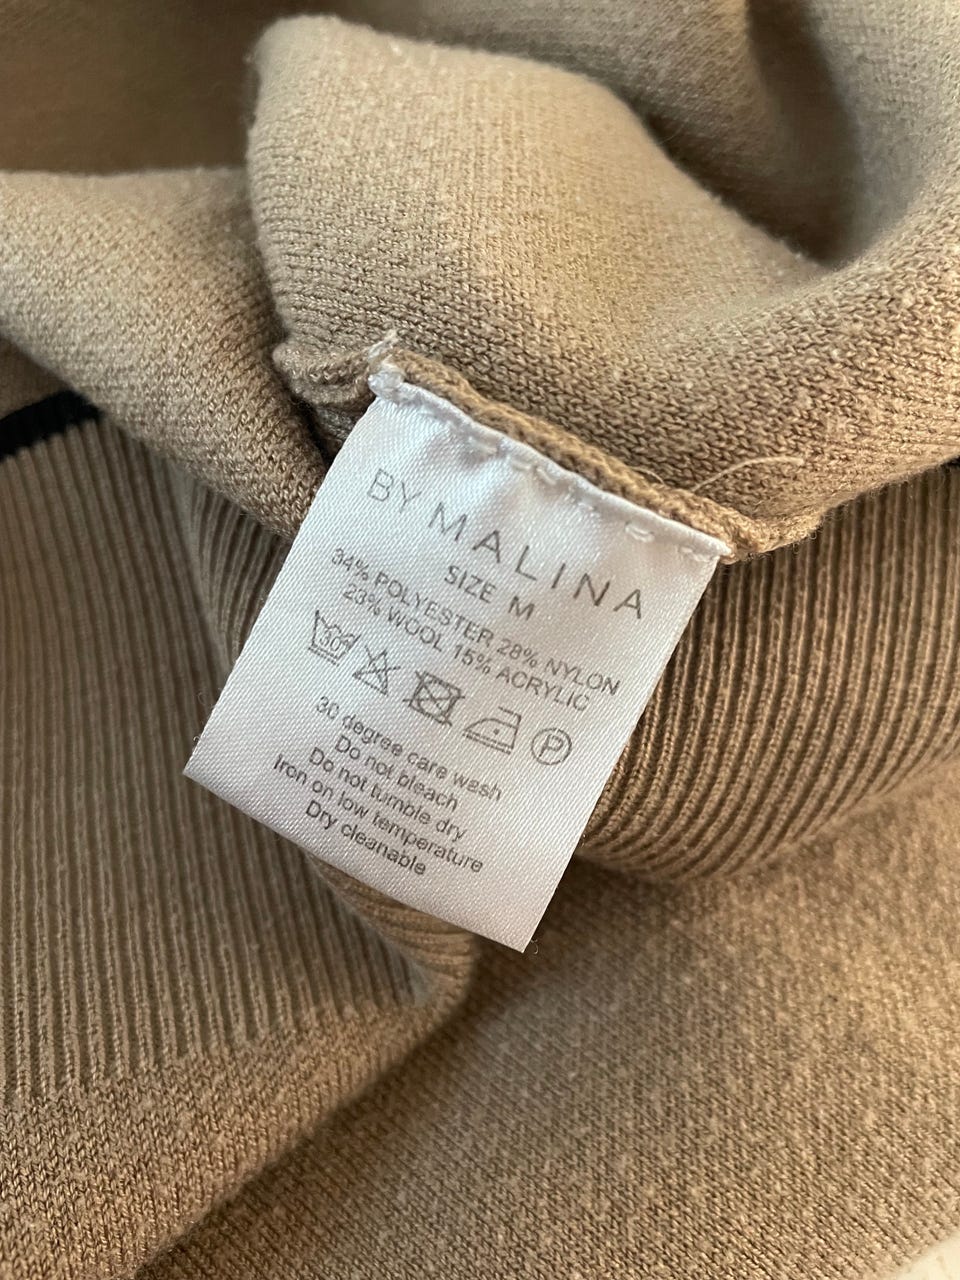 BY MALINA
SIZE M
34% POLYESTER 28% NYLON
23% WOOL 15% ACRYLIC
30 P
30 degree care wash
Do not bleach
Do not tumble dry
Iron on low temperature
Dry cleanable